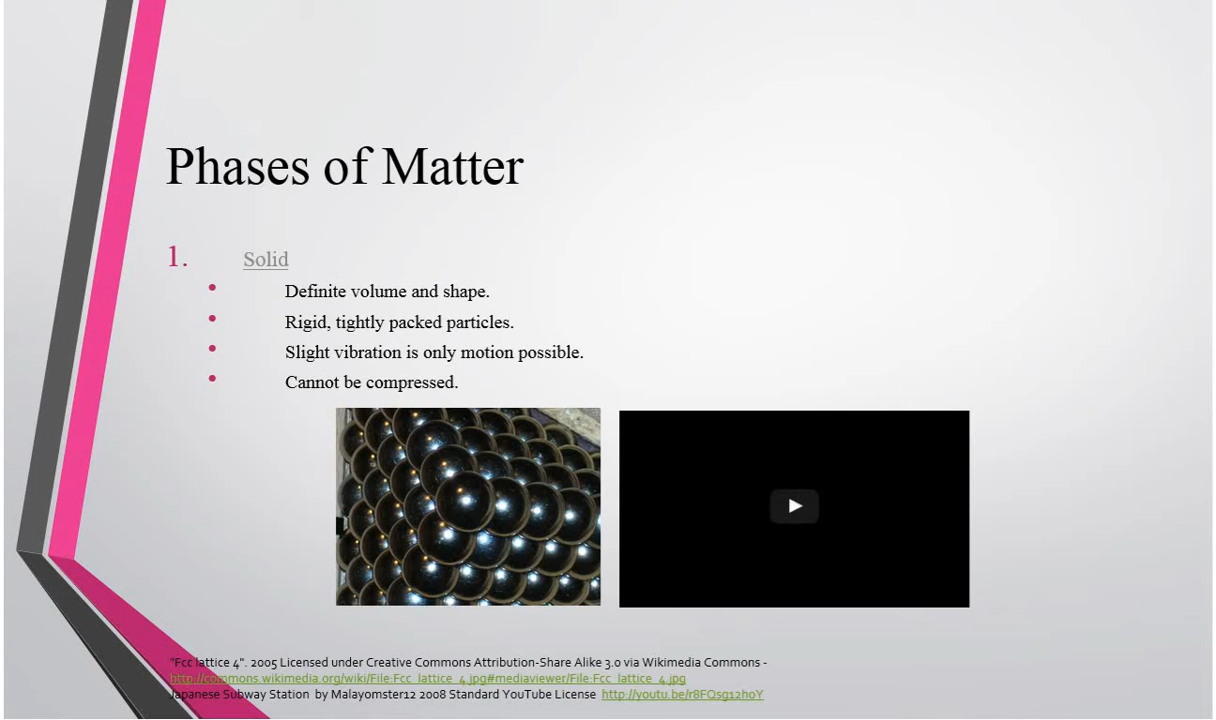 Phases of Matter
1. Solid
• Definite volume and shape.
• Rigid, tightly packed particles.
• Slight vibration is only motion possible.
• Cannot be compressed.
"Fcc lattice 4". 2005 Licensed under Creative Commons Attribution-Share Alike 3.0 via Wikimedia Commons -
http://commons.wikimedia.org/wiki/File:Fcc_lattice_4.jpg#mediaviewer/File:Fcc_lattice_4.jpg
Japanese Subway Station by Malayomster12 2008 Standard YouTube License http://youtu.be/r8FQsg12hoY